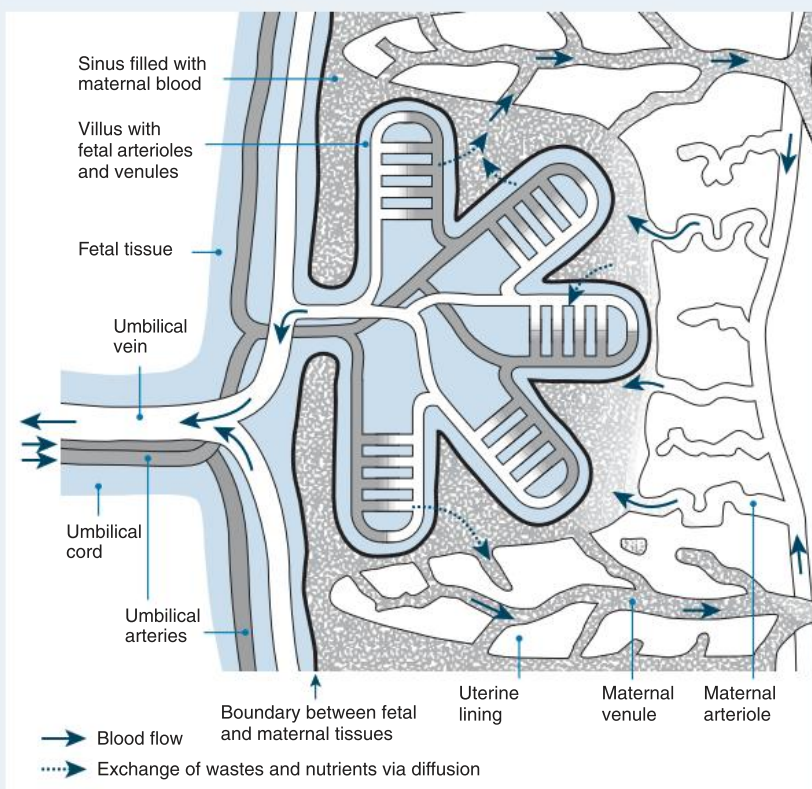 Sinus filled with
maternal blood
Villus with
fetal arterioles
and venules
Fetal tissue
Umbilical
vein
Umbilical
cord
Umbilical
arteries
Boundary between fetal
and maternal tissues
Uterine
lining
Maternal
venule
Maternal
arteriole
Blood flow
Exchange of wastes and nutrients via diffusion